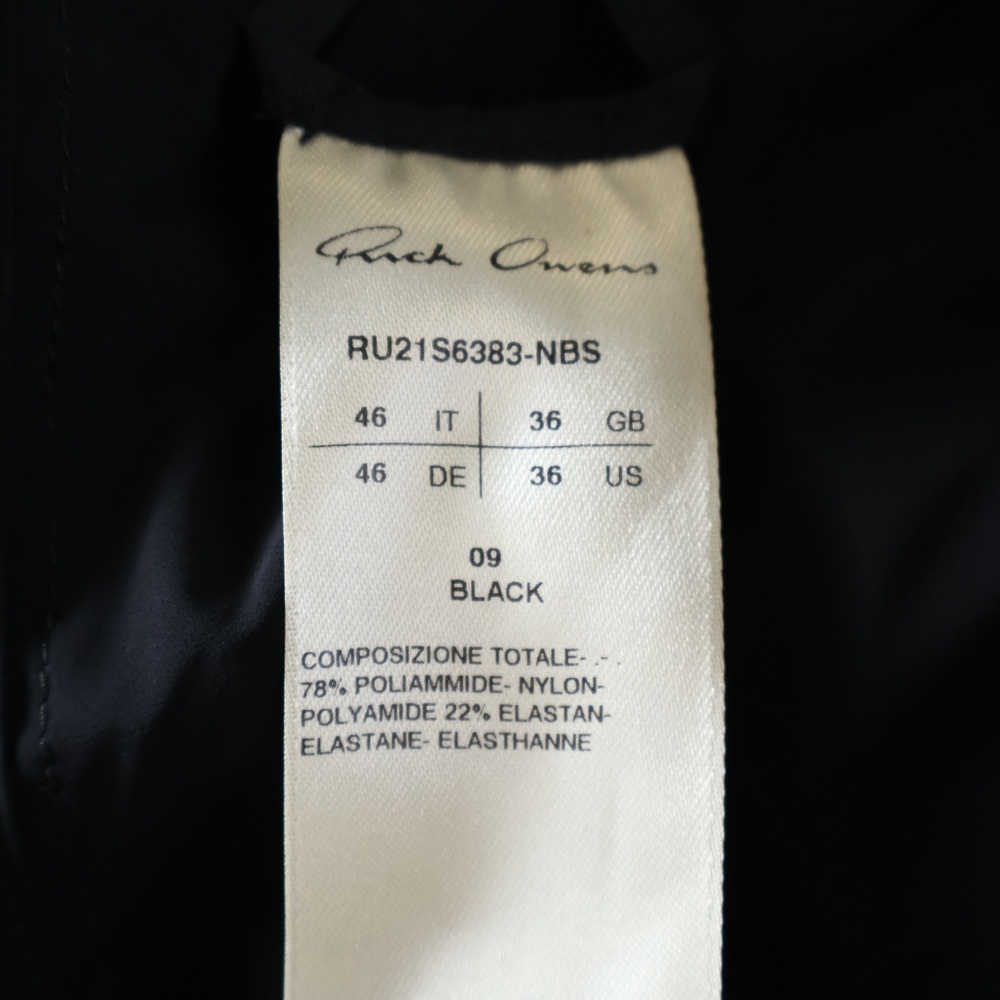 Rick Owens
RU21S6383-NBS
46 IT 36 GB
46 DE 36 US
09
BLACK
COMPOSIZIONE TOTALE- .- .
78% POLIAMMIDE- NYLON-
POLYAMIDE 22% ELASTAN-
ELASTANE- ELASTHANNE